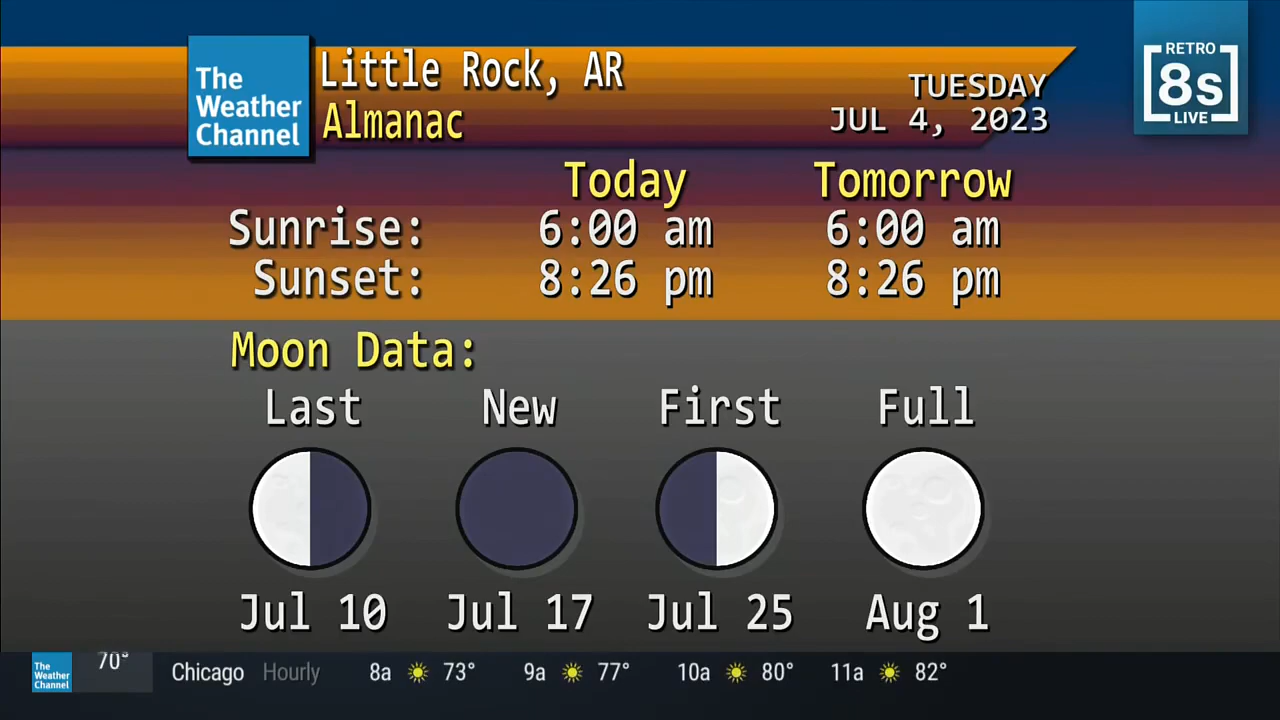 The
Weather
Channel
Little Rock, AR
Almanac
TUESDAY
JUL 4, 2023
RETRO
8s
LIVE
Today Tomorrow
Sunrise: 6:00 am 6:00 am
Sunset: 8:26 pm 8:26 pm
Moon Data:
Last New First Full
Jul 10 Jul 17 Jul 25 Aug 1
The
Weather
Channel
70°
Chicago Hourly 8a 73° 9a 77° 10a 80° 11a 82°